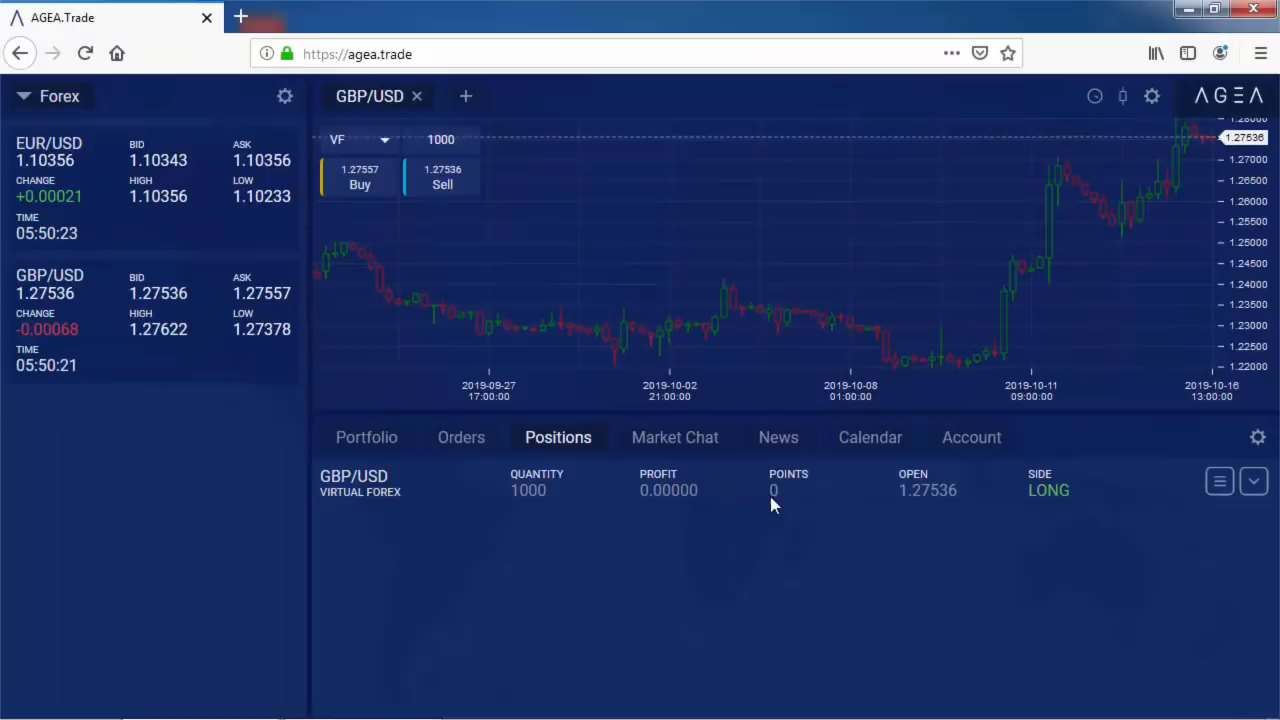 AGEA.Trade
https://agea.trade
Forex
GBP/USD
AGEA
EUR/USD BID ASK
1.10356 1.10343 1.10356
CHANGE HIGH LOW
+0.00021 1.10356 1.10233
TIME
05:50:23
GBP/USD BID ASK
1.27536 1.27536 1.27557
CHANGE HIGH LOW
-0.00068 1.27622 1.27378
TIME
05:50:21
VF 1000
1.27557 1.27536
Buy Sell
1.28000
1.27536
1.27000
1.26500
1.26000
1.25500
1.25000
1.24500
1.24000
1.23500
1.23000
1.22500
1.22000
2019-09-27 2019-10-02 2019-10-08 2019-10-11 2019-10-16
17:00:00 21:00:00 01:00:00 09:00:00 13:00:00
Portfolio Orders Positions Market Chat News Calendar Account
GBP/USD QUANTITY PROFIT POINTS OPEN SIDE
VIRTUAL FOREX 1000 0.00000 0 1.27536 LONG